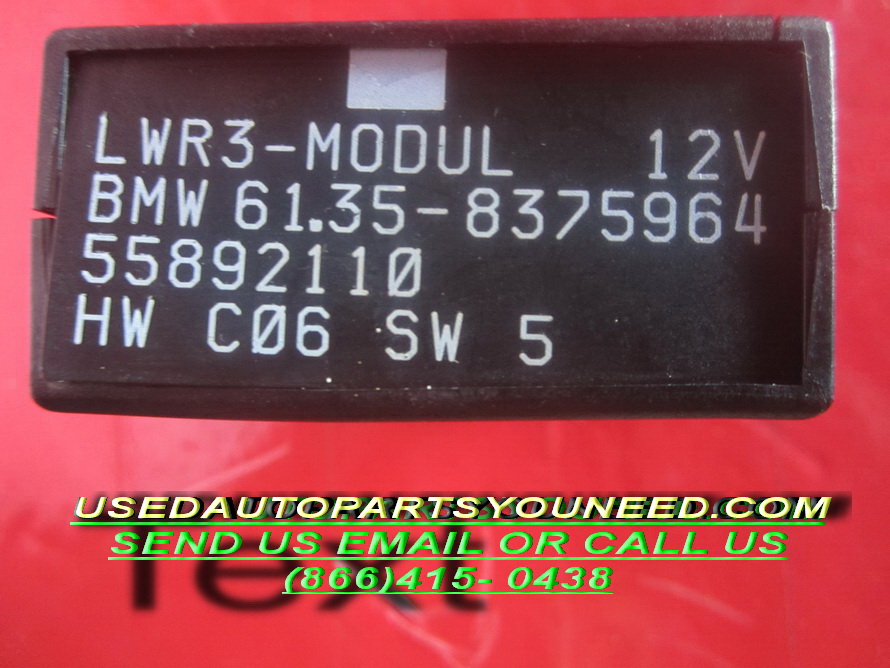 LWR3-MODUL 12V
BMW 61.35-8375964
55892110
HW C06 SW 5
USEDAUTOPARTSYOUNEED.COM
SEND US EMAIL OR CALL US
(866)415- 0438
Text